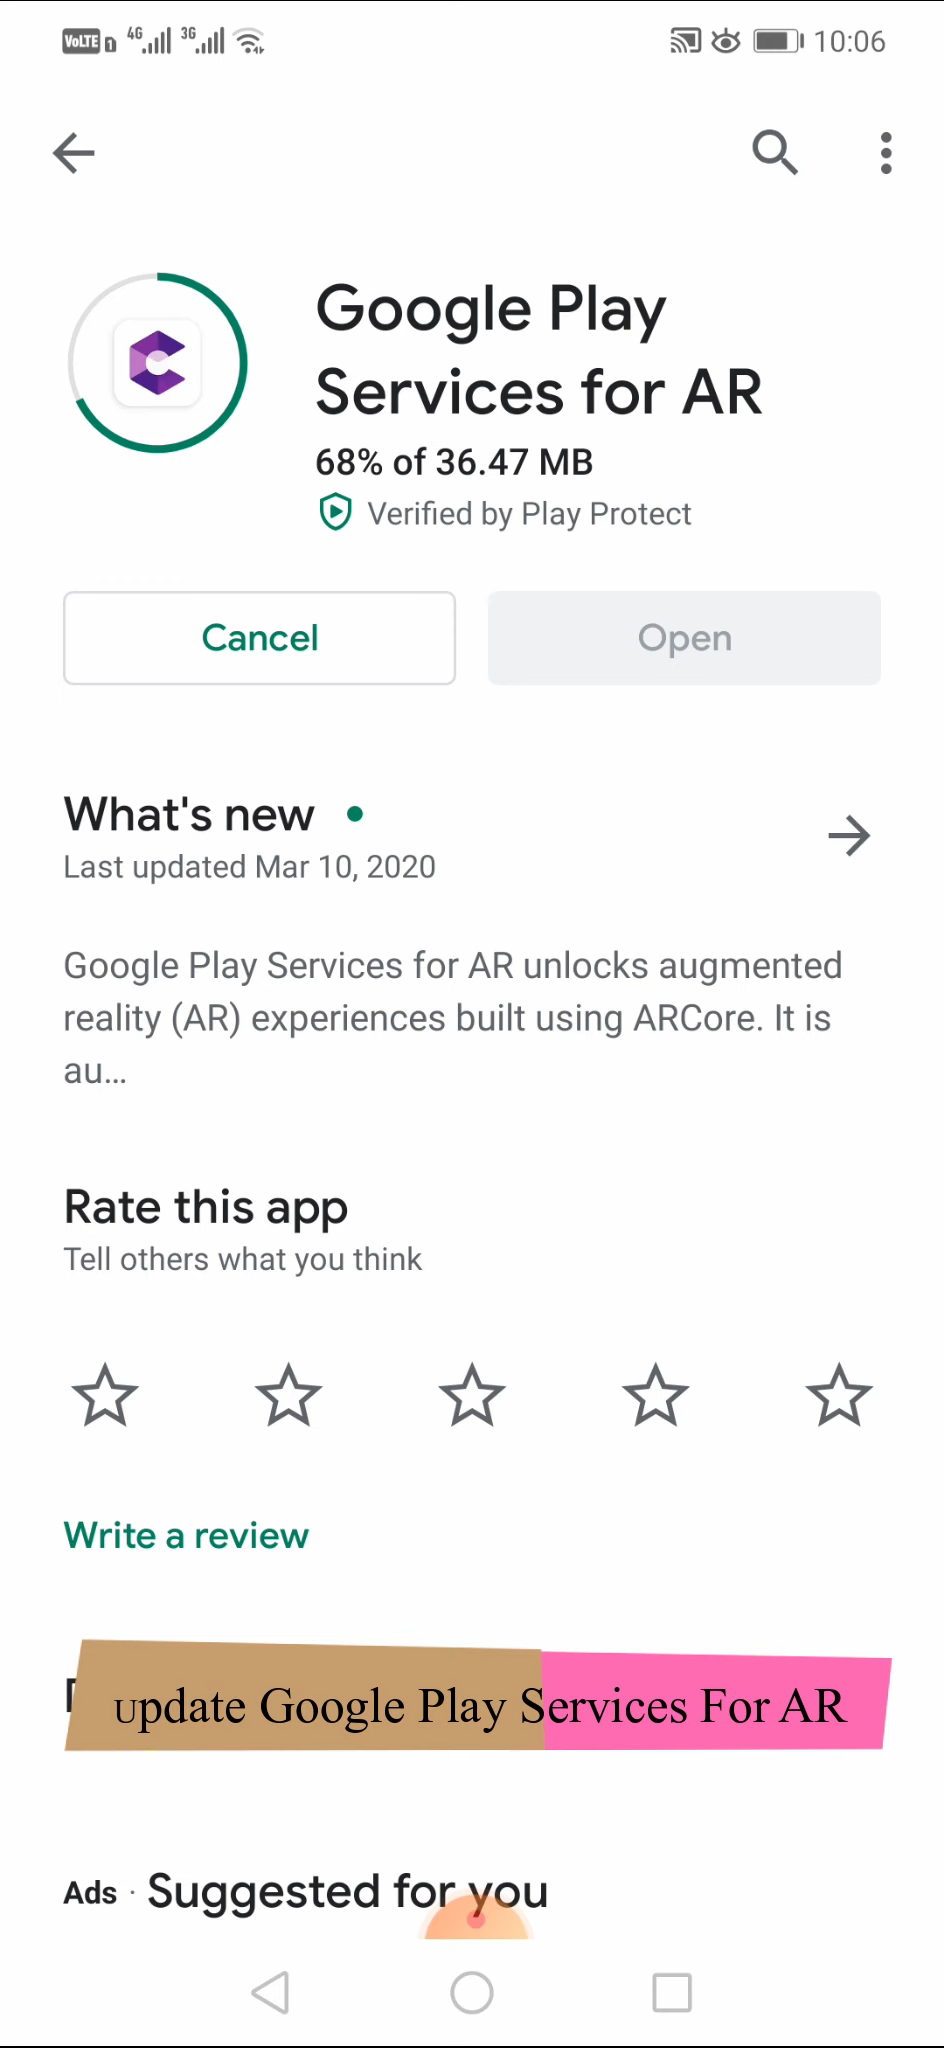 VoLTE 1 4G 3G 10:06
Google Play
Services for AR
68% of 36.47 MB
Verified by Play Protect
Cancel Open
What's new
Last updated Mar 10, 2020
Google Play Services for AR unlocks augmented
reality (AR) experiences built using ARCore. It is
au...
Rate this app
Tell others what you think
Write a review
Update Google Play Services For AR
Ads · Suggested for you